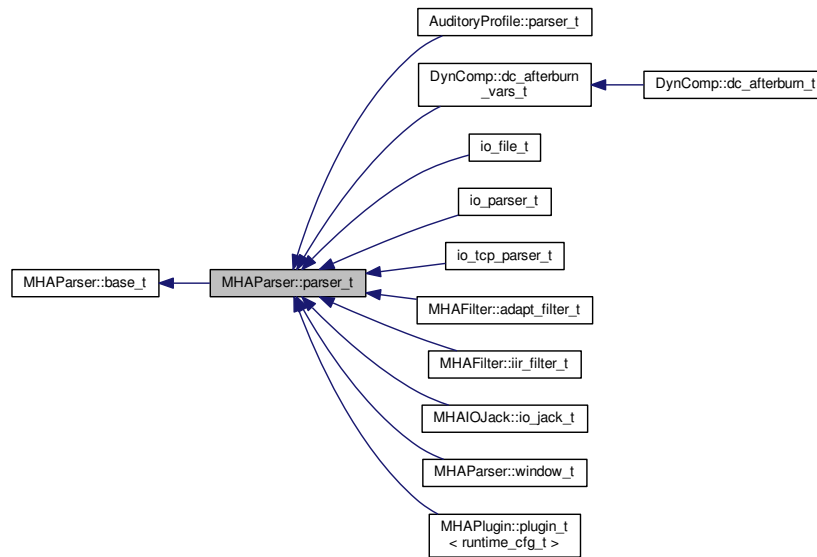 AuditoryProfile::parser_t
DynComp::dc_afterburn
_vars_t
DynComp::dc_afterburn_t
io_file_t
io_parser_t
io_tcp_parser_t
MHAParser::base_t
MHAParser::parser_t
MHAFilter::adapt_filter_t
MHAFilter::iir_filter_t
MHAIOJack::io_jack_t
MHAParser::window_t
MHAPlugin::plugin_t
< runtime_cfg_t >